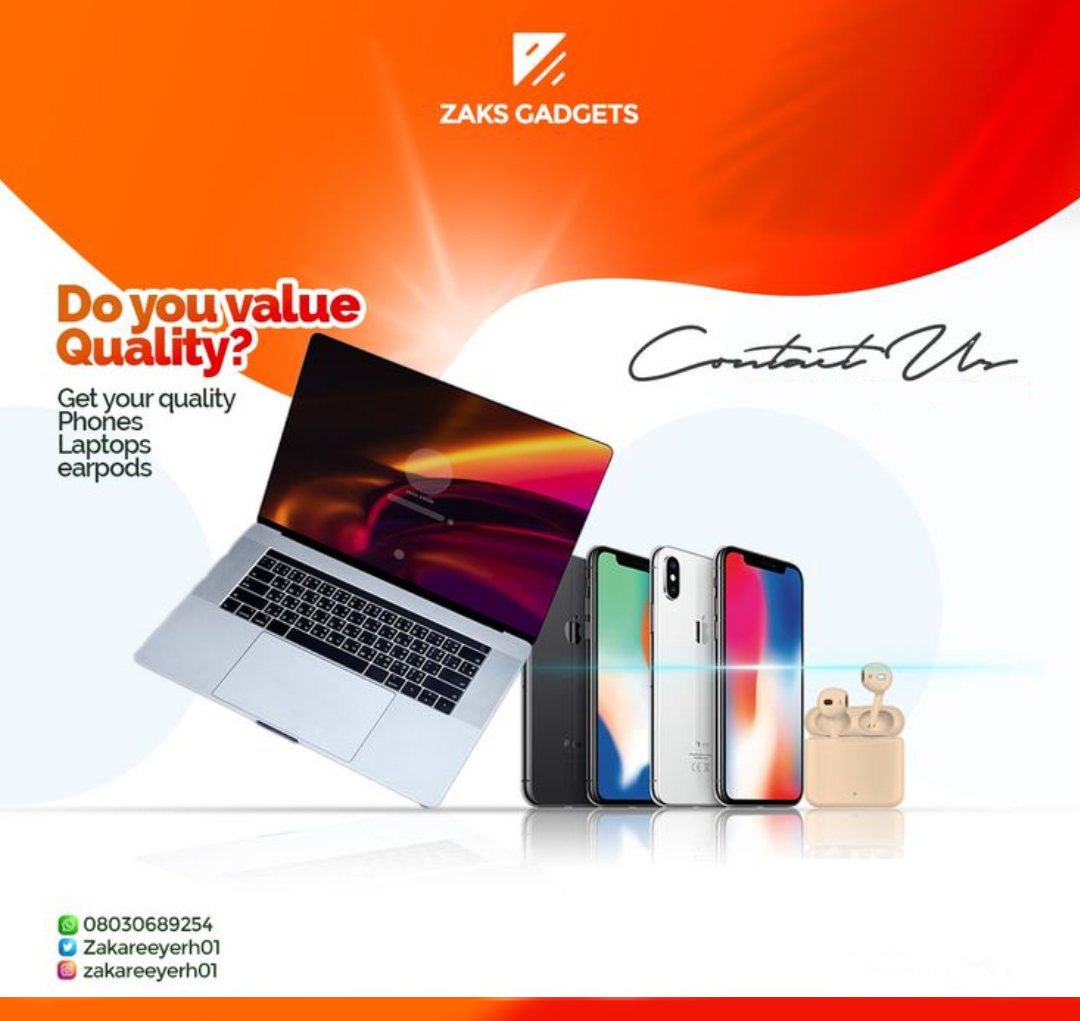 ZAKS GADGETS
Do you value
Quality?
Contact Us
Get your quality
Phones
Laptops
earpods
08030689254
Zakareeyerh01
zakareeyerh01